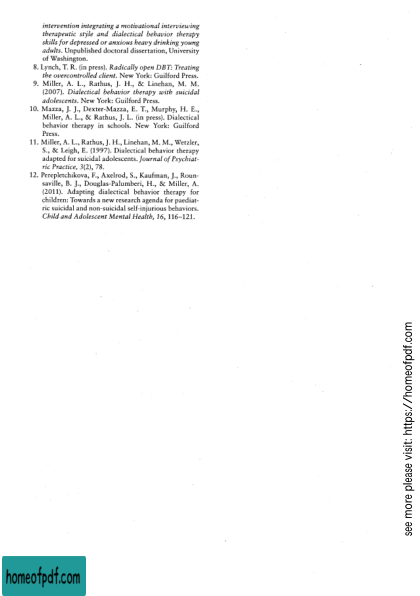 intervention integrating a motivational interviewing
therapeutic style and dialectical behavior therapy
skills for depressed or anxious heavy drinking young
adults. Unpublished doctoral dissertation, University
of Washington.
8. Lynch, T. R. (in press). Radically open DBT: Treating
the overcontrolled client. New York: Guilford Press.
9. Miller, A. L., Rathus, J. H., & Linehan, M. M.
(2007). Dialectical behavior therapy with suicidal
adolescents. New York: Guilford Press.
10. Mazza, J. J., Dexter-Mazza, E. T., Murphy, H. E.,
Miller, A. L., & Rathus, J. L. (in press). Dialectical
behavior therapy in schools. New York: Guilford
Press.
11. Miller, A. L., Rathus, J. H., Linehan, M. M., Wetzler,
S., & Leigh, E. (1997). Dialectical behavior therapy
adapted for suicidal adolescents. Journal of Psychiat-
ric Practice, 3(2), 78.
12. Perepletchikova, F., Axelrod, S., Kaufman, J., Roun-
saville, B. J., Douglas-Palumberi, H., & Miller, A.
(2011). Adapting dialectical behavior therapy for
children: Towards a new research agenda for paediat-
ric suicidal and non-suicidal self-injurious behaviors.
Child and Adolescent Mental Health, 16, 116–121.
see more please visit: https://homeofpdf.com
homeofpdf.com